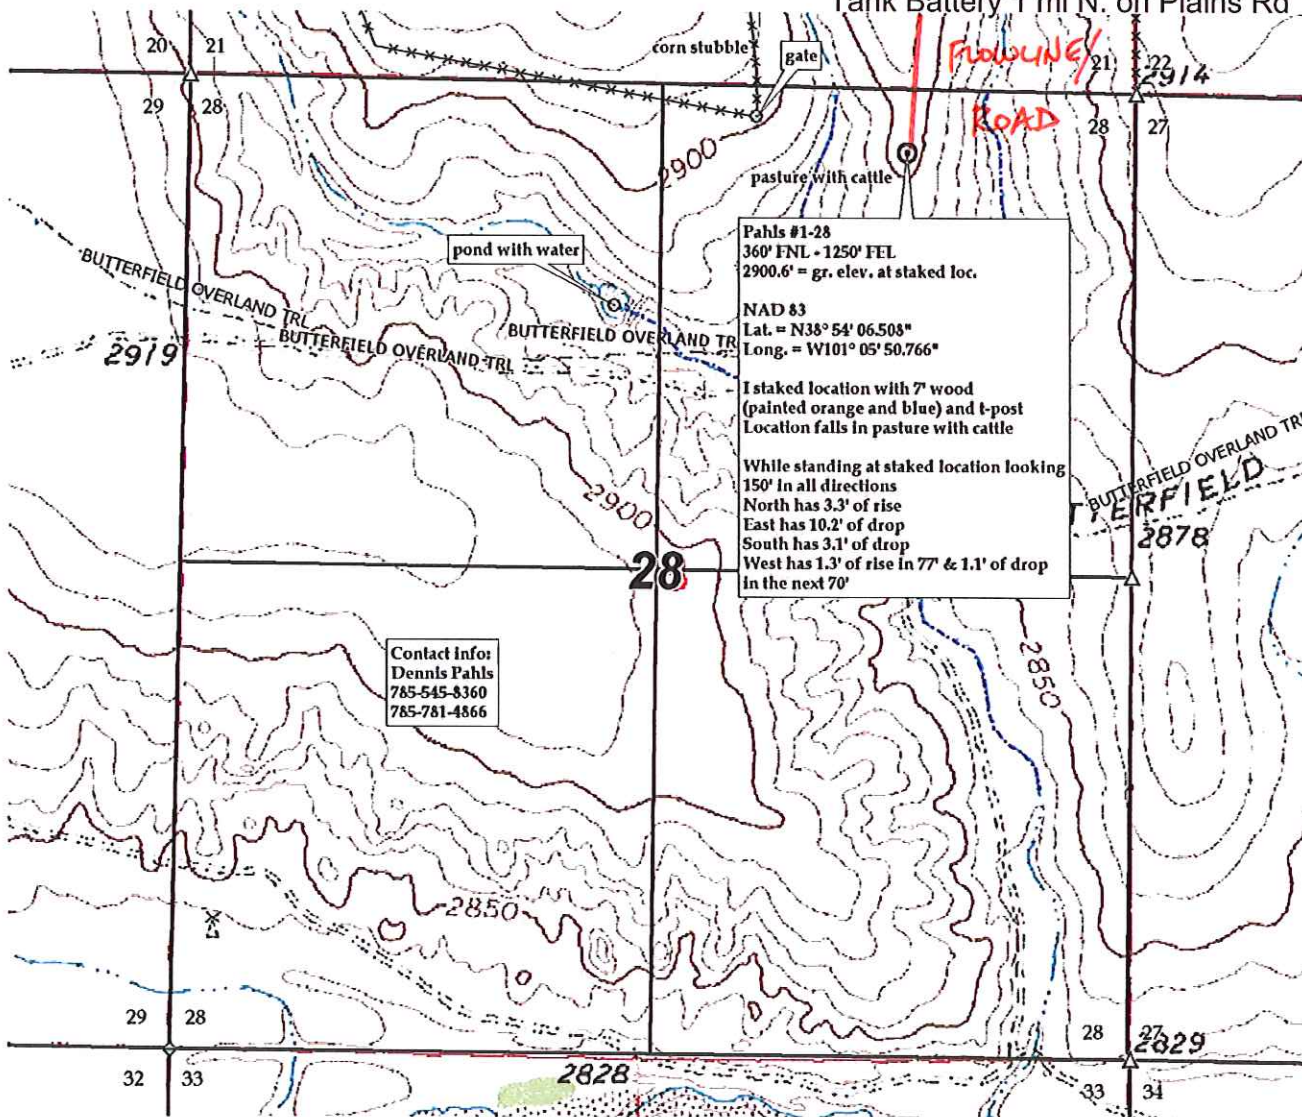 Tank Battery 1 mi N. on Plains Rd
20 21
corn stubble
gate
FLOWLINE/
21 22
2914
29 28
ROAD
28 27
2900
pasture with cattle
Pahls #1-28
360' FNL - 1250' FEL
2900.6' = gr. elev. at staked loc.
NAD 83
Lat. = N38° 54' 06.508"
Long. = W101° 05' 50.766"
I staked location with 7' wood
(painted orange and blue) and t-post
Location falls in pasture with cattle
While standing at staked location looking
150' in all directions
North has 3.3' of rise
East has 10.2' of drop
South has 3.1' of drop
West has 1.3' of rise in 77' & 1.1' of drop
in the next 70'
pond with water
BUTTERFIELD OVERLAND TRL
BUTTERFIELD OVERLAND TRL
BUTTERFIELD OVERLAND TR
2919
BUTTERFIELD OVERLAND TRL
TTERFIELD
2878
2900
28
Contact info:
Dennis Pahls
785-545-8360
785-781-4866
2850
2850
29 28
28 27
2829
32 33
2828
33 34